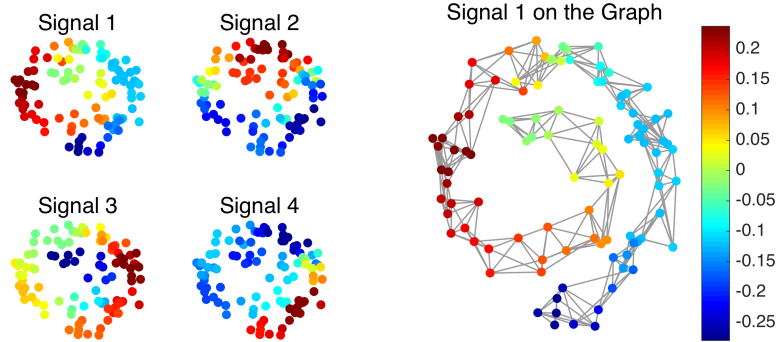 Signal 1
Signal 2
Signal 3
Signal 4
Signal 1 on the Graph
0.2
0.15
0.1
0.05
0
-0.05
-0.1
-0.15
-0.2
-0.25